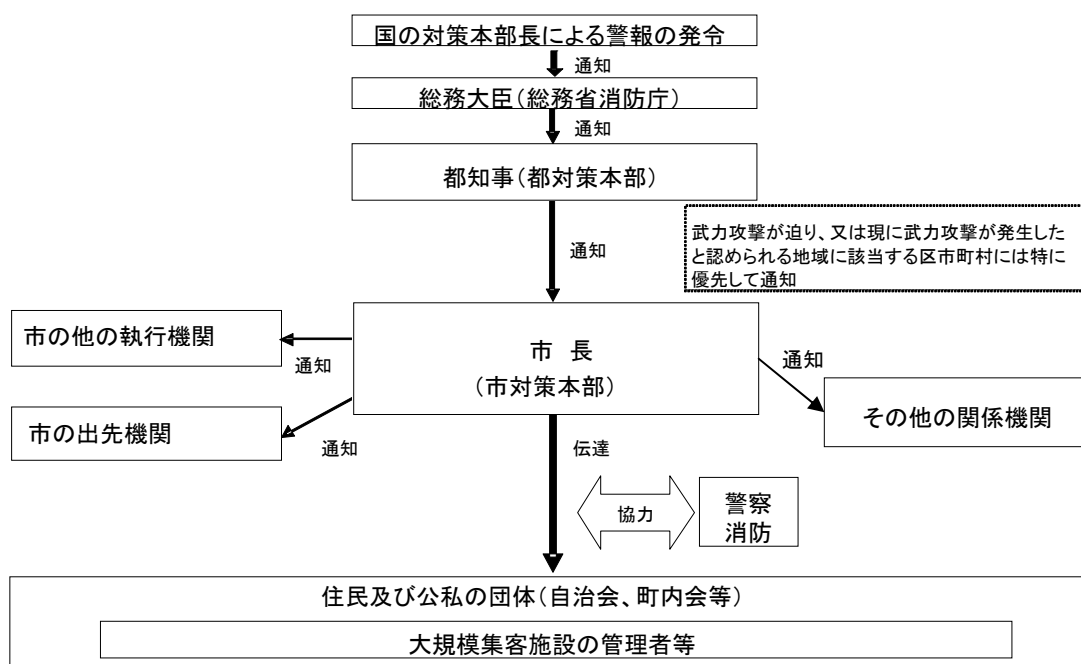 国の対策本部長による警報の発令
通知
総務大臣（総務省消防庁）
通知
都知事（都対策本部）
武力攻撃が迫り、又は現に武力攻撃が発生した
と認められる地域に該当する区市町村には特に
優先して通知
通知
市の他の執行機関
通知
市　長
（市対策本部）
通知
その他の関係機関
市の出先機関
通知
伝達
協力
警察
消防
住民及び公私の団体（自治会、町内会等）
大規模集客施設の管理者等